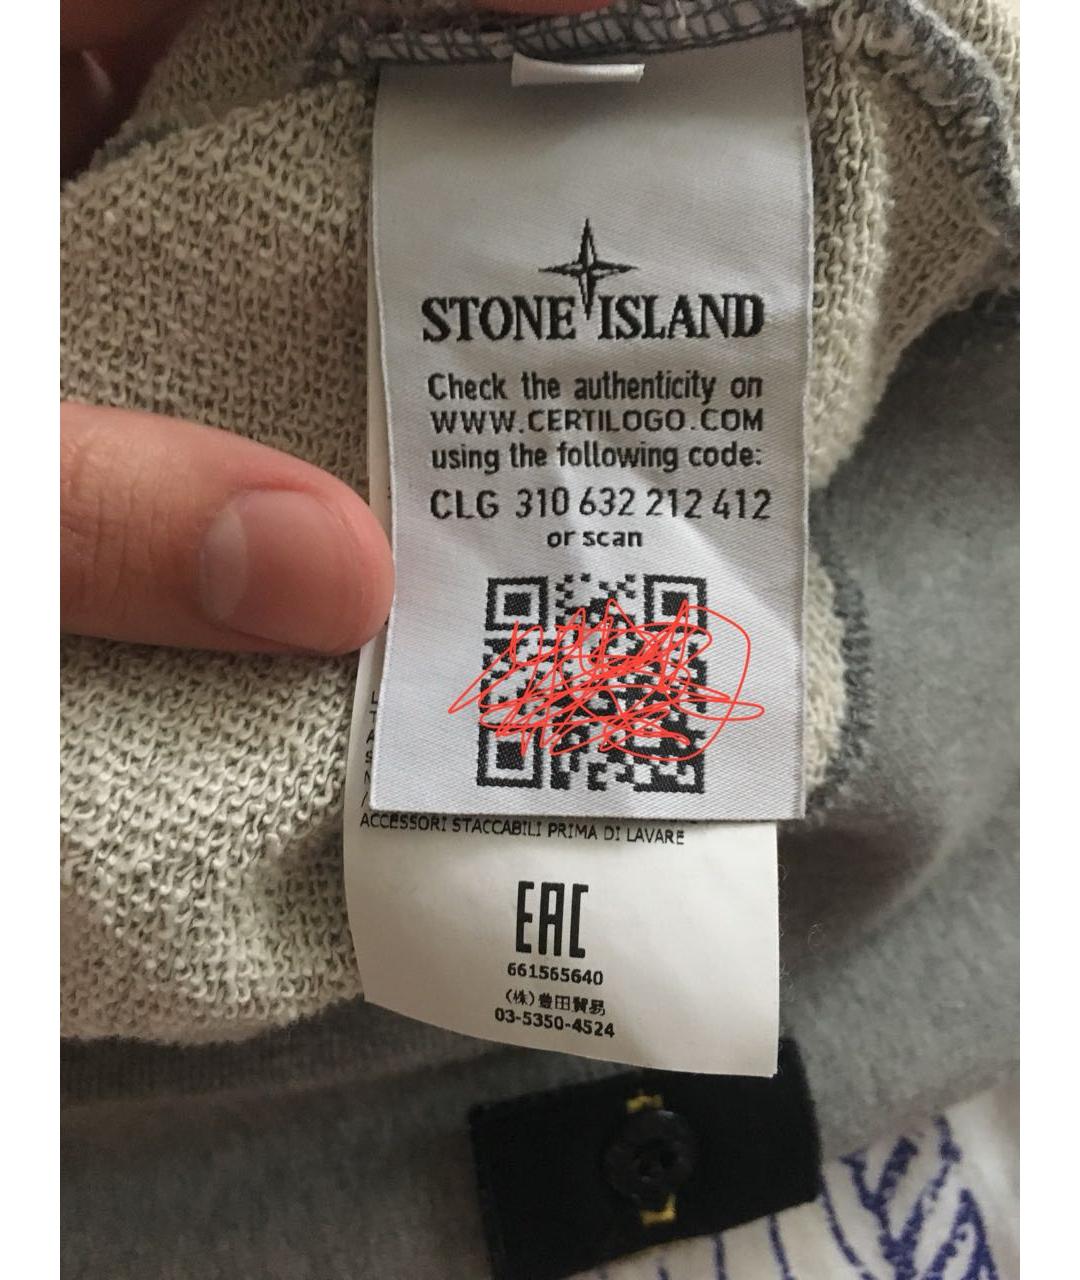 STONE ISLAND
Check the authenticity on
WWW.CERTILOGO.COM
using the following code:
CLG 310 632 212 412
or scan
ACCESSORI STACCABILI PRIMA DI LAVARE
EAC
661565640
(株)豊田貿易
03-5350-4524